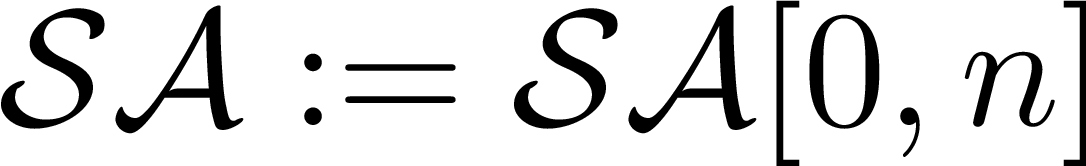 𝒮𝒜 := 𝒮𝒜[0, n]